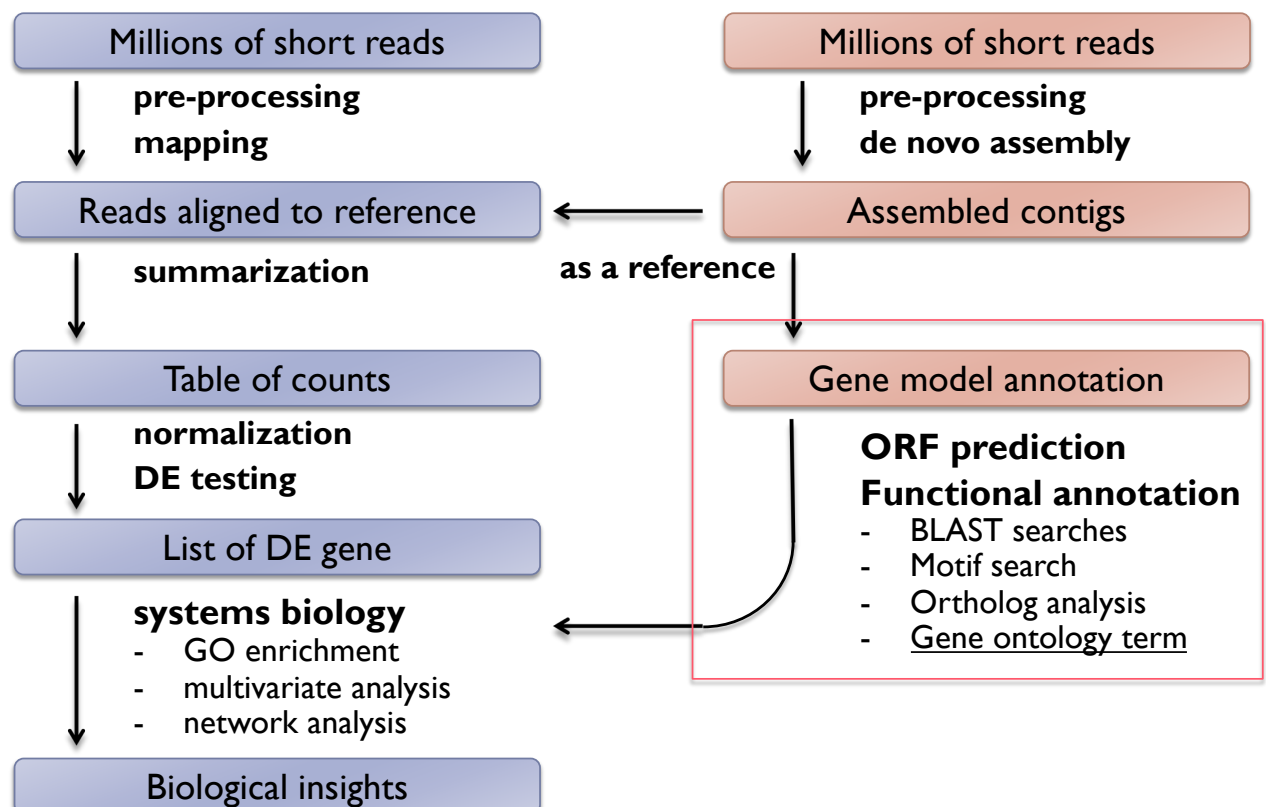 Millions of short reads
pre-processing
mapping
Reads aligned to reference
summarization
Table of counts
normalization
DE testing
List of DE gene
systems biology
- GO enrichment
- multivariate analysis
- network analysis
Biological insights
Millions of short reads
pre-processing
de novo assembly
Assembled contigs
as a reference
Gene model annotation
ORF prediction
Functional annotation
- BLAST searches
- Motif search
- Ortholog analysis
- Gene ontology term